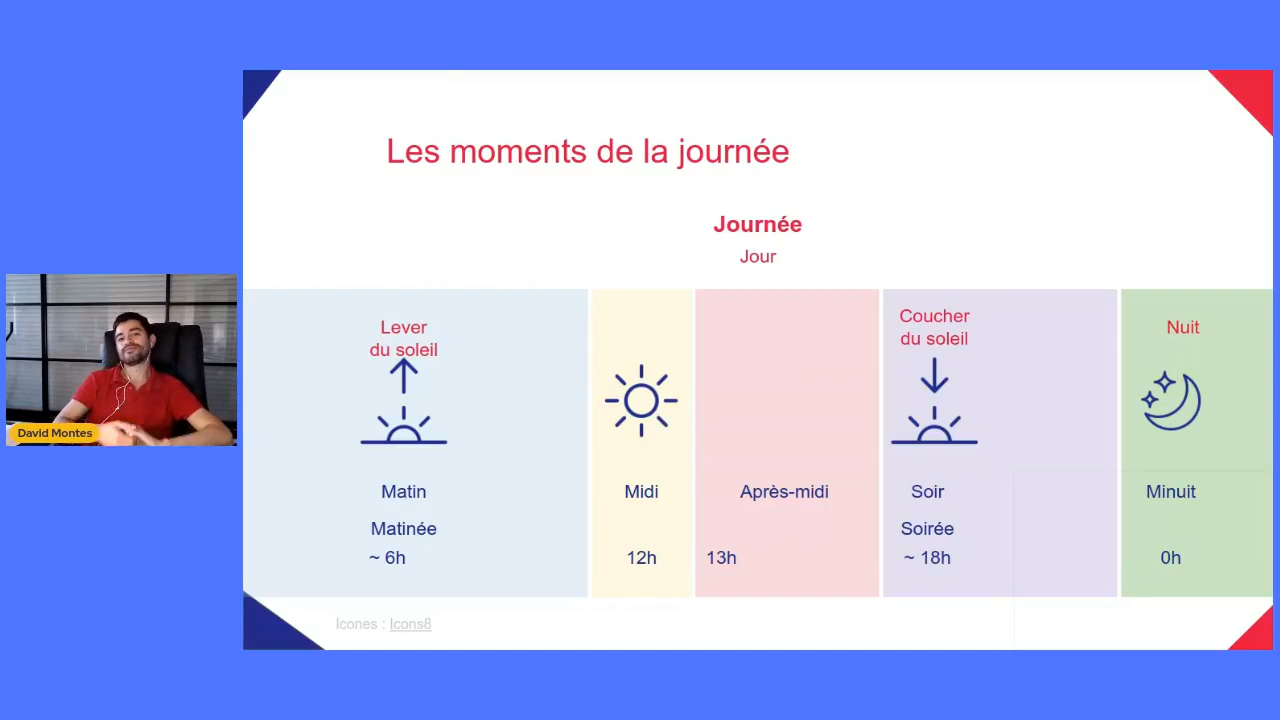 Les moments de la journée
Journée
Jour
Lever
du soleil
Coucher
du soleil
Nuit
Matin
Midi
Après-midi
Soir
Minuit
Matinée
Soirée
~ 6h
12h
13h
~ 18h
0h
Icones : Icons8
David Montes